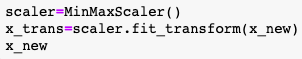 scaler=MinMaxScaler()
x_trans=scaler.fit_transform(x_new)
x_new